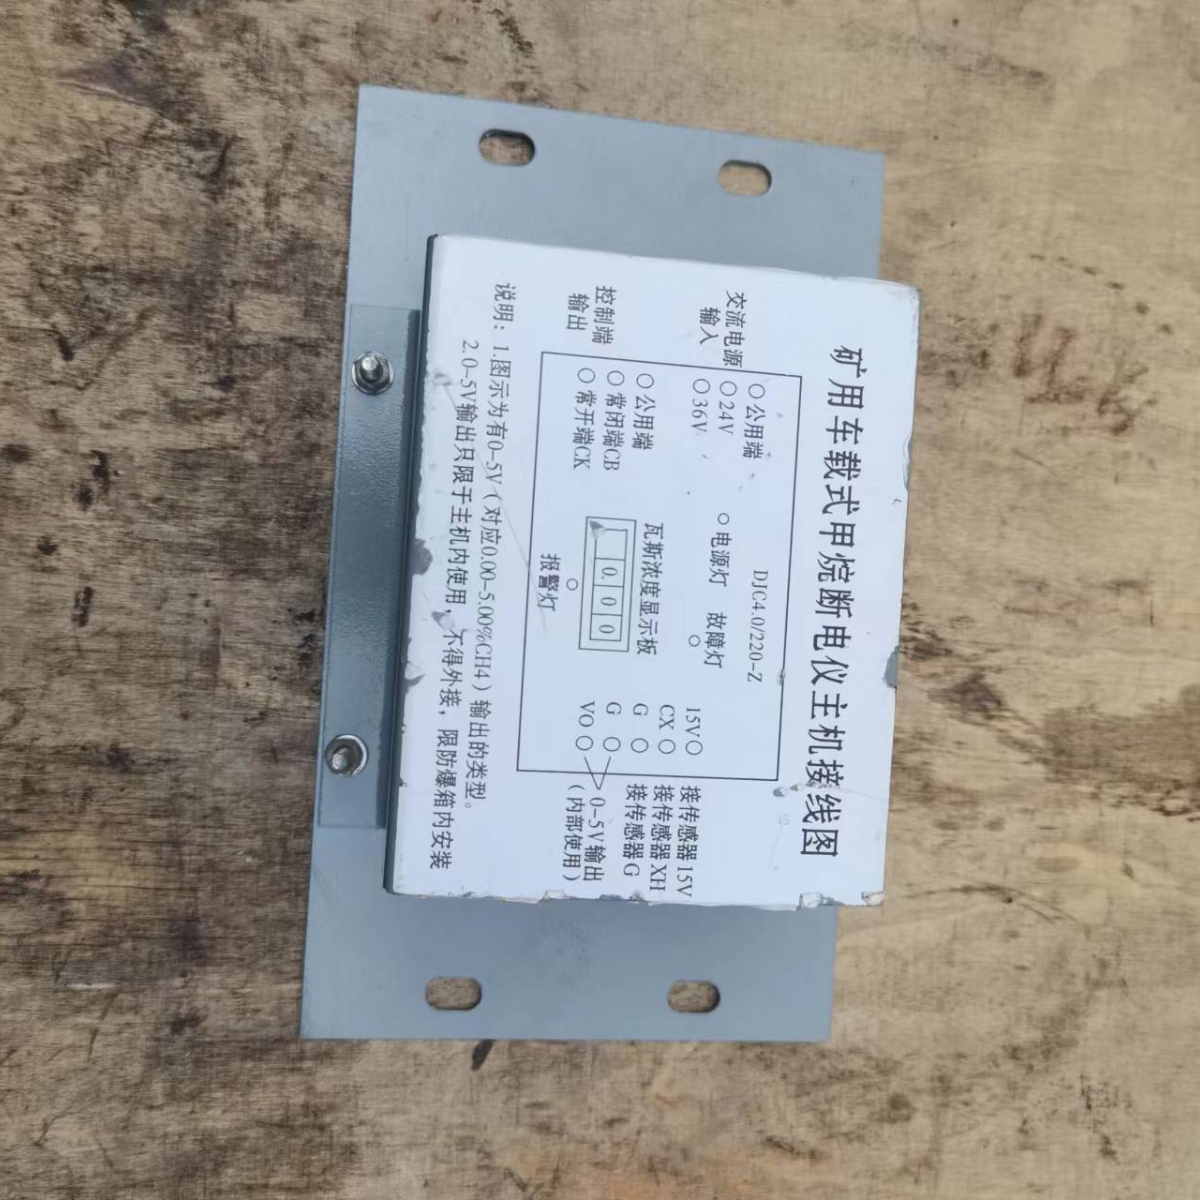 矿用车载式甲烷断电仪主机接线图
DJC4.0/220-Z
交流电源
输入
公用端
24V
36V
电源灯
故障灯
15V
接传感器15V
CX
接传感器XH
G
接传感器G
控制端
输出
公用端
常闭端CB
常开端CK
瓦斯浓度显示板
0.00
报警灯
G
VO
0-5V输出
(内部使用)
说明：1.图示为有0-5V(对应0.00-5.00%CH4)输出的类型。
2.0-5V输出只限于主机内使用，不得外接，限防爆箱内安装